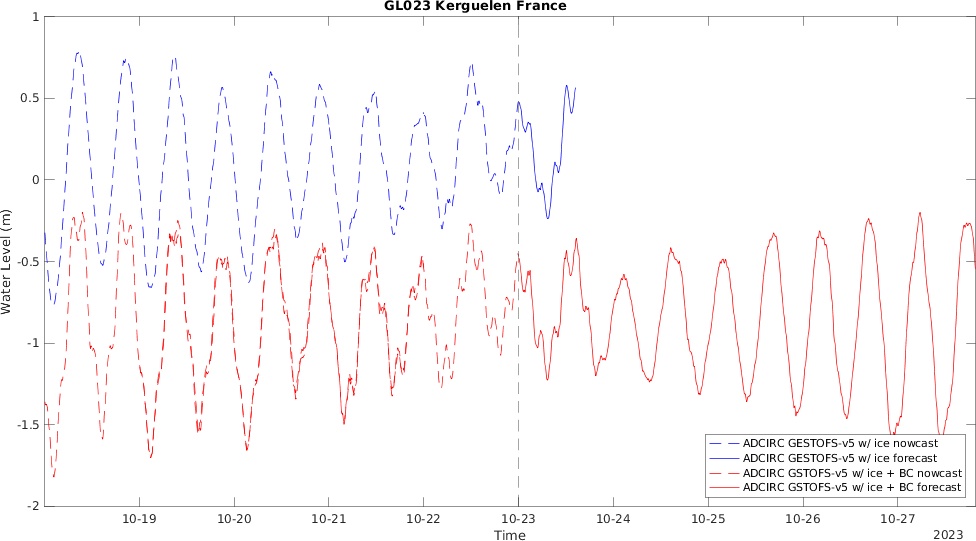 GL023 Kerguelen France
1
0.5
0
-0.5
-1
-1.5
-2
Water Level (m)
10-19 10-20 10-21 10-22 10-23 10-24 10-25 10-26 10-27
Time
2023
ADCIRC GESTOFS-v5 w/ ice nowcast
ADCIRC GESTOFS-v5 w/ ice forecast
ADCIRC GSTOFS-v5 w/ ice + BC nowcast
ADCIRC GSTOFS-v5 w/ ice + BC forecast